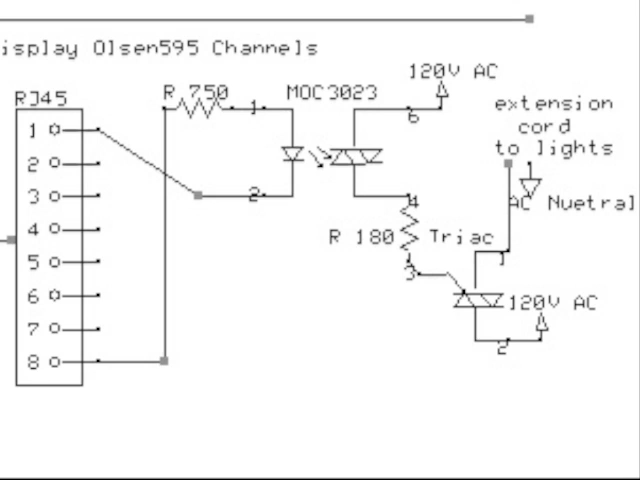 isplay Olsen595 Channels
120V AC
RJ45
R 750
MOC3023
extension
cord
to lights
1
6
1
2
2
3
4
AC Nuetral
4
R 180
Triac
5
3
1
6
120V AC
7
2
8